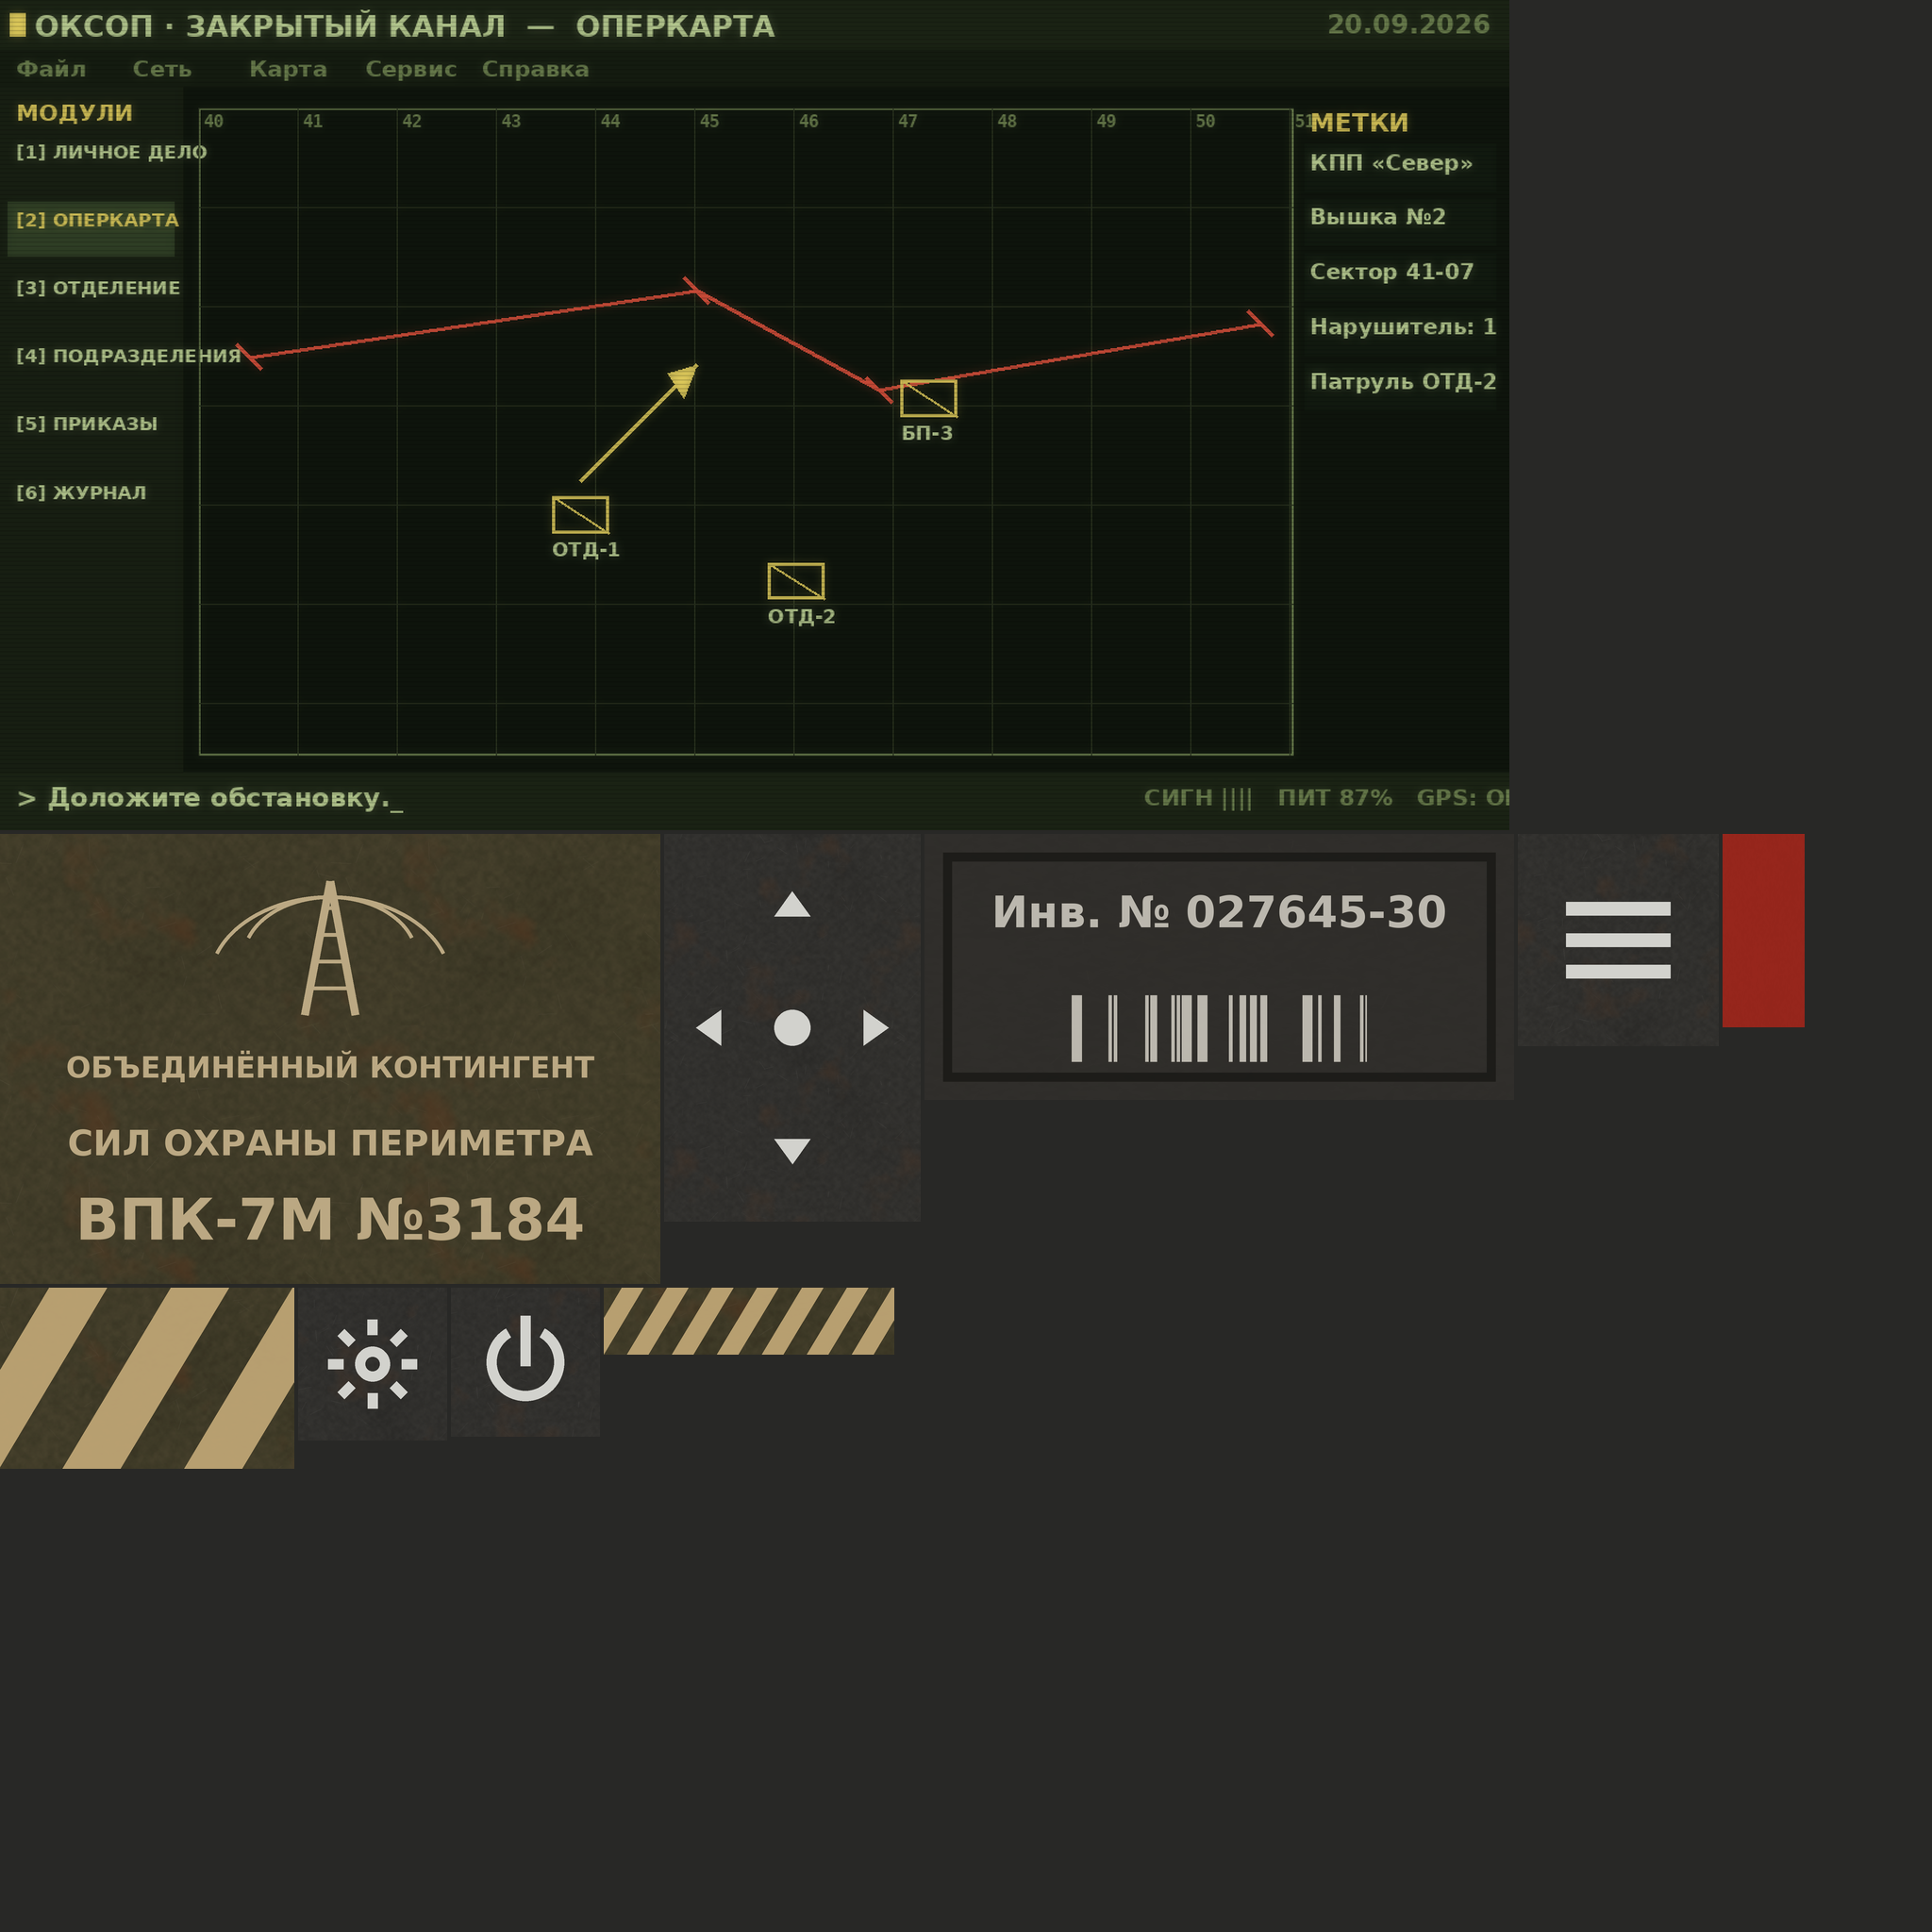 ОКСОП · ЗАКРЫТЫЙ КАНАЛ — ОПЕРКАРТА
20.09.2026
Файл Сеть Карта Сервис Справка
МОДУЛИ
[1] ЛИЧНОЕ ДЕЛО
[2] ОПЕРКАРТА
[3] ОТДЕЛЕНИЕ
[4] ПОДРАЗДЕЛЕНИЯ
[5] ПРИКАЗЫ
[6] ЖУРНАЛ
40 41 42 43 44 45 46 47 48 49 50 51
БП-3
ОТД-1
ОТД-2
МЕТКИ
КПП «Север»
Вышка №2
Сектор 41-07
Нарушитель: 1
Патруль ОТД-2
> Доложите обстановку._
СИГН |||| ПИТ 87% GPS:
ОБЪЕДИНЁННЫЙ КОНТИНГЕНТ
СИЛ ОХРАНЫ ПЕРИМЕТРА
ВПК-7М №3184
Инв. № 027645-30